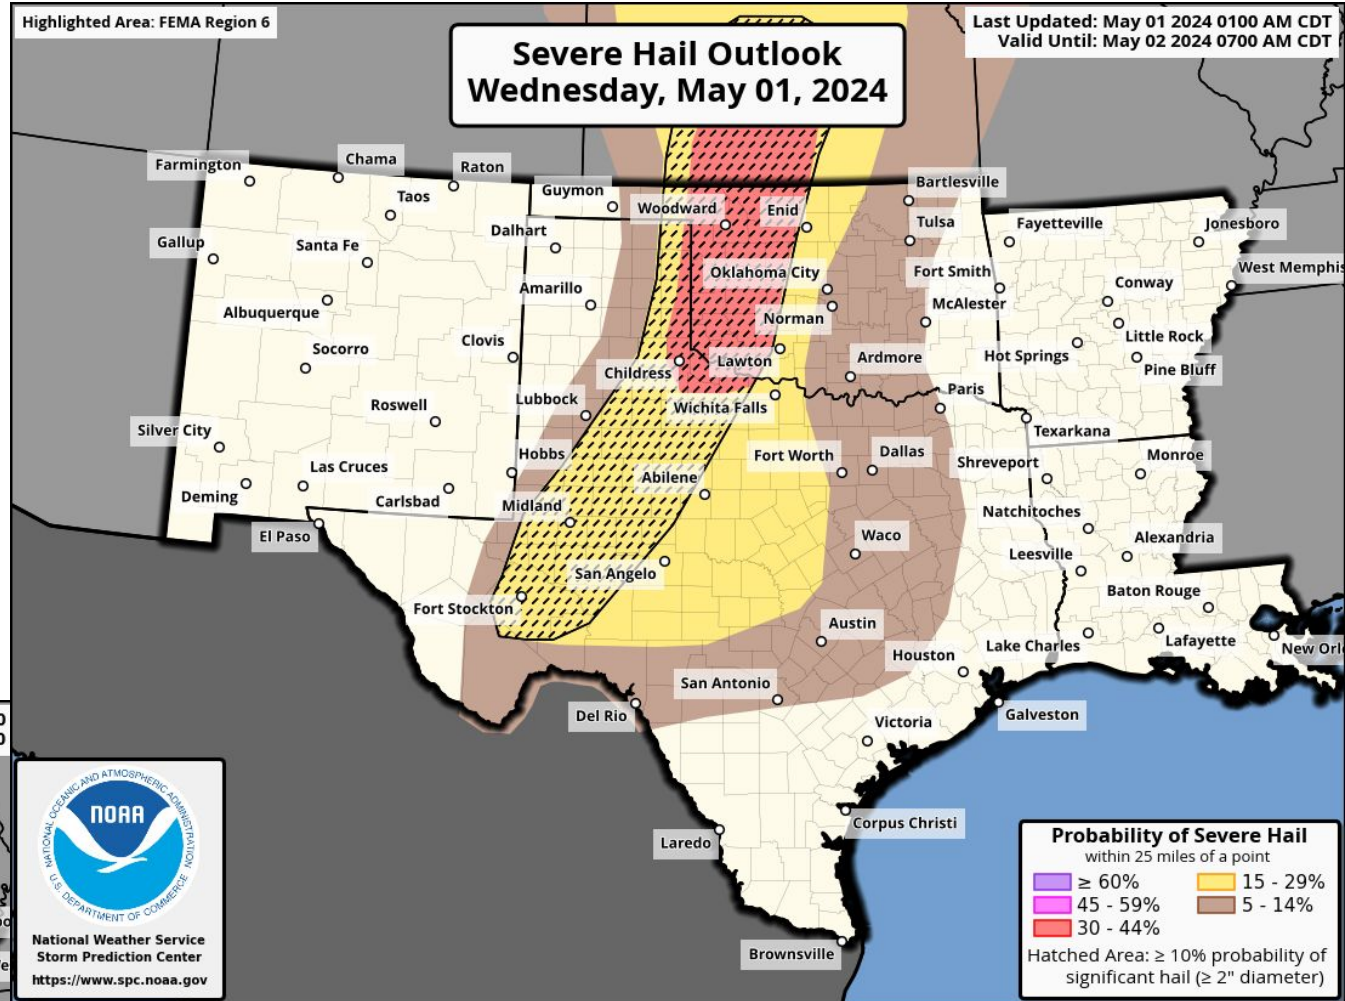 Highlighted Area: FEMA Region 6
Severe Hail Outlook
Wednesday, May 01, 2024
Last Updated: May 01 2024 0100 AM CDT
Valid Until: May 02 2024 0700 AM CDT
Farmington
Chama
Raton
Taos
Guymon
Woodward
Enid
Bartlesville
Gallup
Santa Fe
Dalhart
Tulsa
Fayetteville
Jonesboro
Albuquerque
Amarillo
Oklahoma City
Fort Smith
Conway
West Memphis
Socorro
Clovis
Norman
McAlester
Little Rock
Childress
Lawton
Ardmore
Hot Springs
Pine Bluff
Silver City
Roswell
Lubbock
Wichita Falls
Paris
Texarkana
Deming
Las Cruces
Carlsbad
Hobbs
Abilene
Fort Worth
Dallas
Shreveport
Monroe
El Paso
Midland
Waco
Natchitoches
Alexandria
Fort Stockton
San Angelo
Leesville
Baton Rouge
Austin
Houston
Lake Charles
Lafayette
New Orl
Del Rio
San Antonio
Victoria
Galveston
Laredo
Corpus Christi
Brownsville
NATIONAL OCEANIC AND ATMOSPHERIC ADMINISTRATION
NOAA
U.S. DEPARTMENT OF COMMERCE
National Weather Service
Storm Prediction Center
https://www.spc.noaa.gov
Probability of Severe Hail
within 25 miles of a point
≥ 60%
45 - 59%
30 - 44%
15 - 29%
5 - 14%
Hatched Area: ≥ 10% probability of
significant hail (≥ 2" diameter)